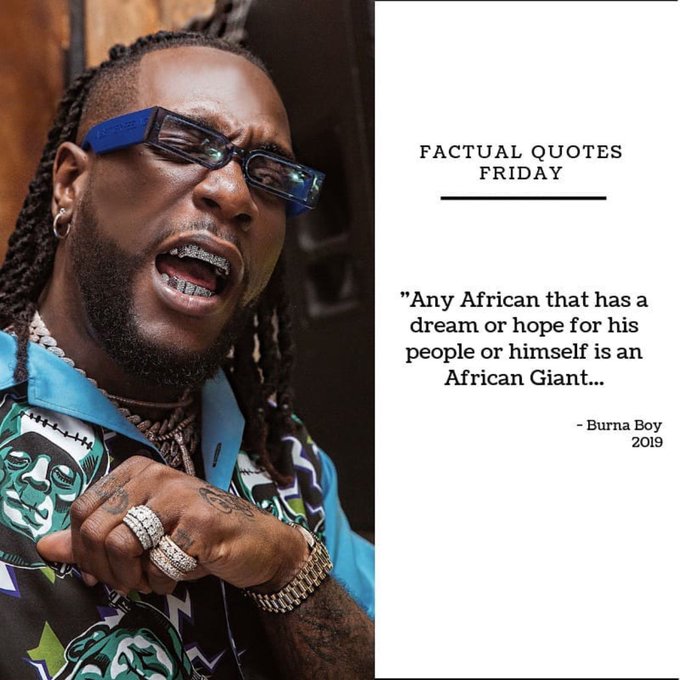 FACTUAL QUOTES
FRIDAY
"Any African that has a
dream or hope for his
people or himself is an
African Giant...
- Burna Boy
2019